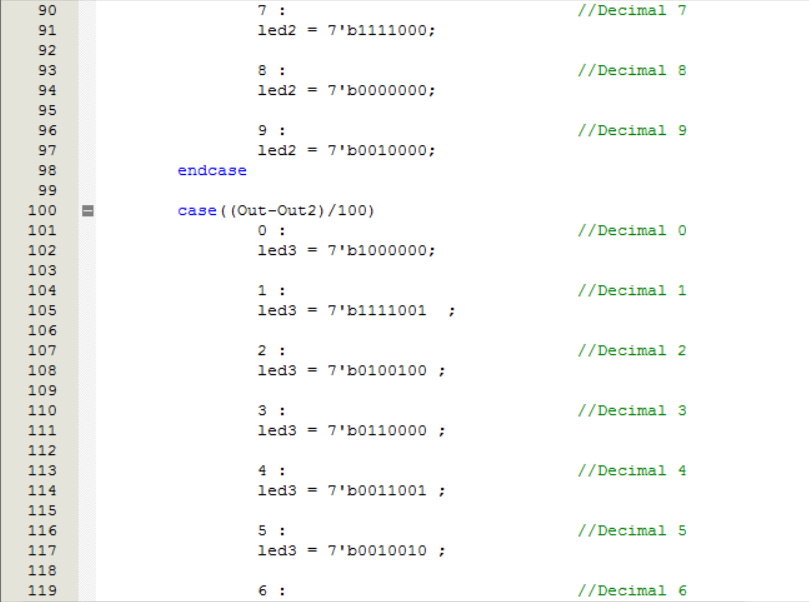 90 7 : //Decimal 7
91 led2 = 7'b1111000;
92
93 8 : //Decimal 8
94 led2 = 7'b0000000;
95
96 9 : //Decimal 9
97 led2 = 7'b0010000;
98 endcase
99
100 case((Out-Out2)/100)
101 0 : //Decimal 0
102 led3 = 7'b1000000;
103
104 1 : //Decimal 1
105 led3 = 7'b1111001  ;
106
107 2 : //Decimal 2
108 led3 = 7'b0100100 ;
109
110 3 : //Decimal 3
111 led3 = 7'b0110000 ;
112
113 4 : //Decimal 4
114 led3 = 7'b0011001 ;
115
116 5 : //Decimal 5
117 led3 = 7'b0010010 ;
118
119 6 : //Decimal 6